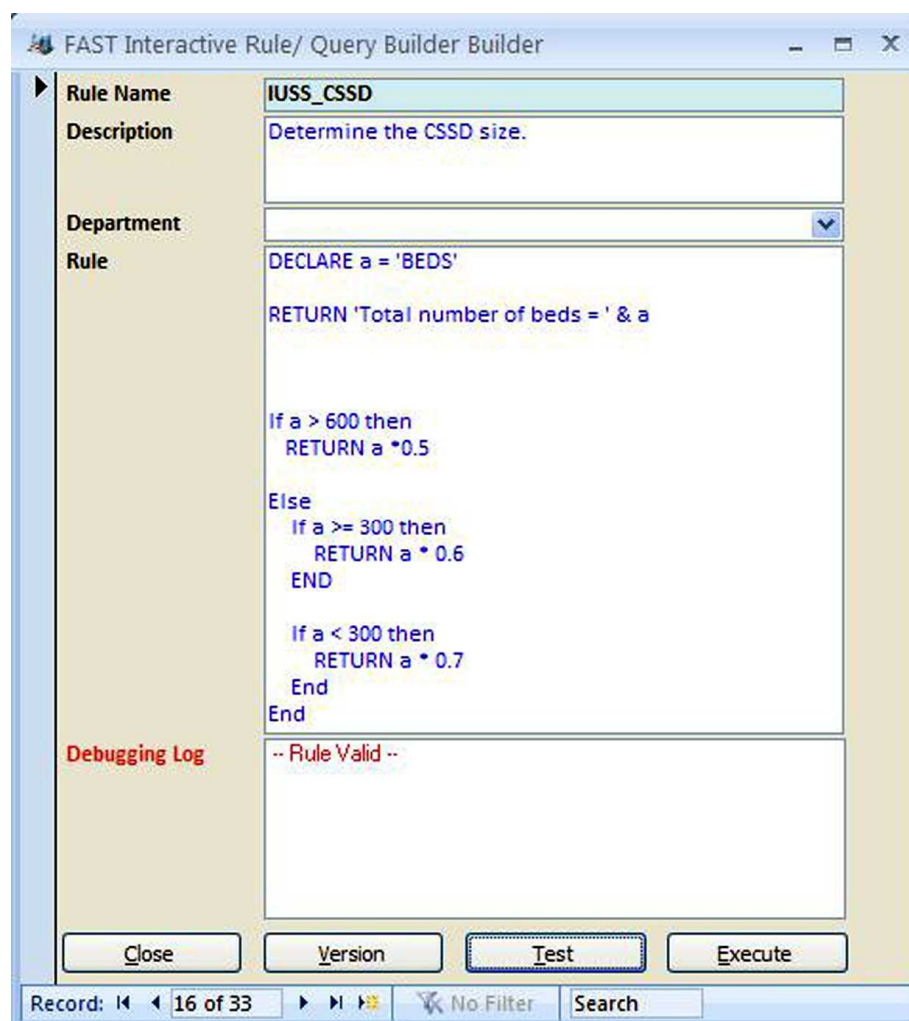 FAST Interactive Rule/ Query Builder Builder
Rule Name IUSS_CSSD
Description Determine the CSSD size.
Department
Rule DECLARE a = 'BEDS'
RETURN 'Total number of beds = ' & a
If a > 600 then
RETURN a *0.5
Else
If a >= 300 then
RETURN a * 0.6
END
If a < 300 then
RETURN a * 0.7
End
End
Debugging Log -- Rule Valid --
Close Version Test Execute
Record: 16 of 33 No Filter Search